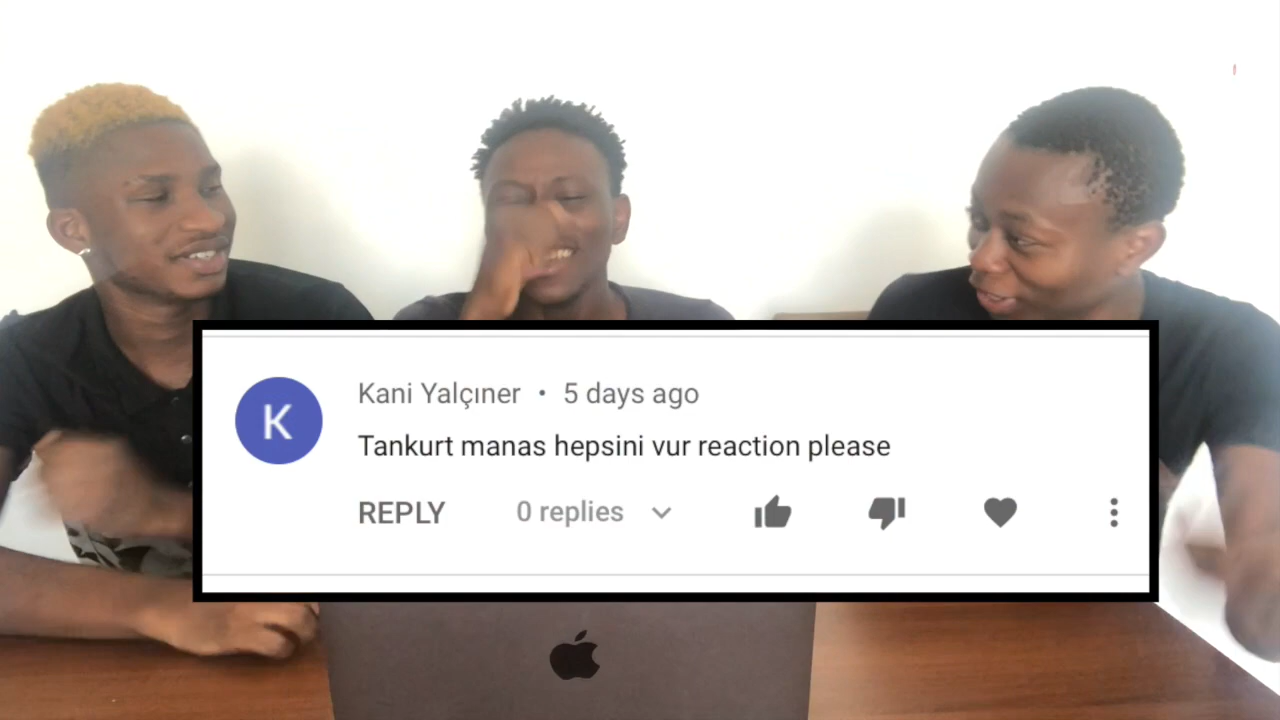 K
Kani Yalçıner • 5 days ago
Tankurt manas hepsini vur reaction please
REPLY 0 replies